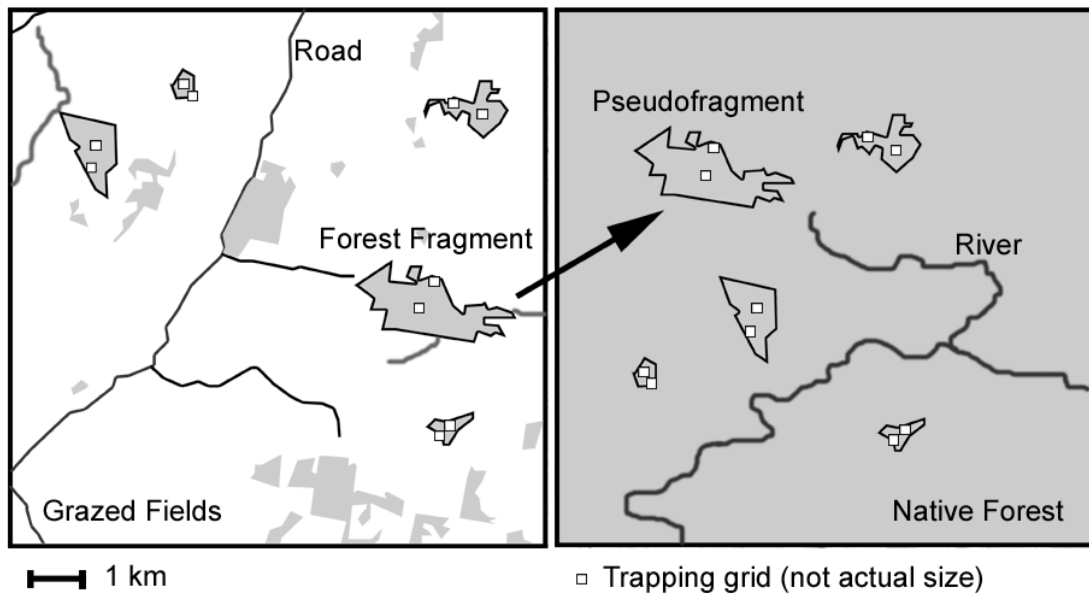 Road
Pseudofragment
Forest Fragment
River
Grazed Fields
Native Forest
1 km
Trapping grid (not actual size)